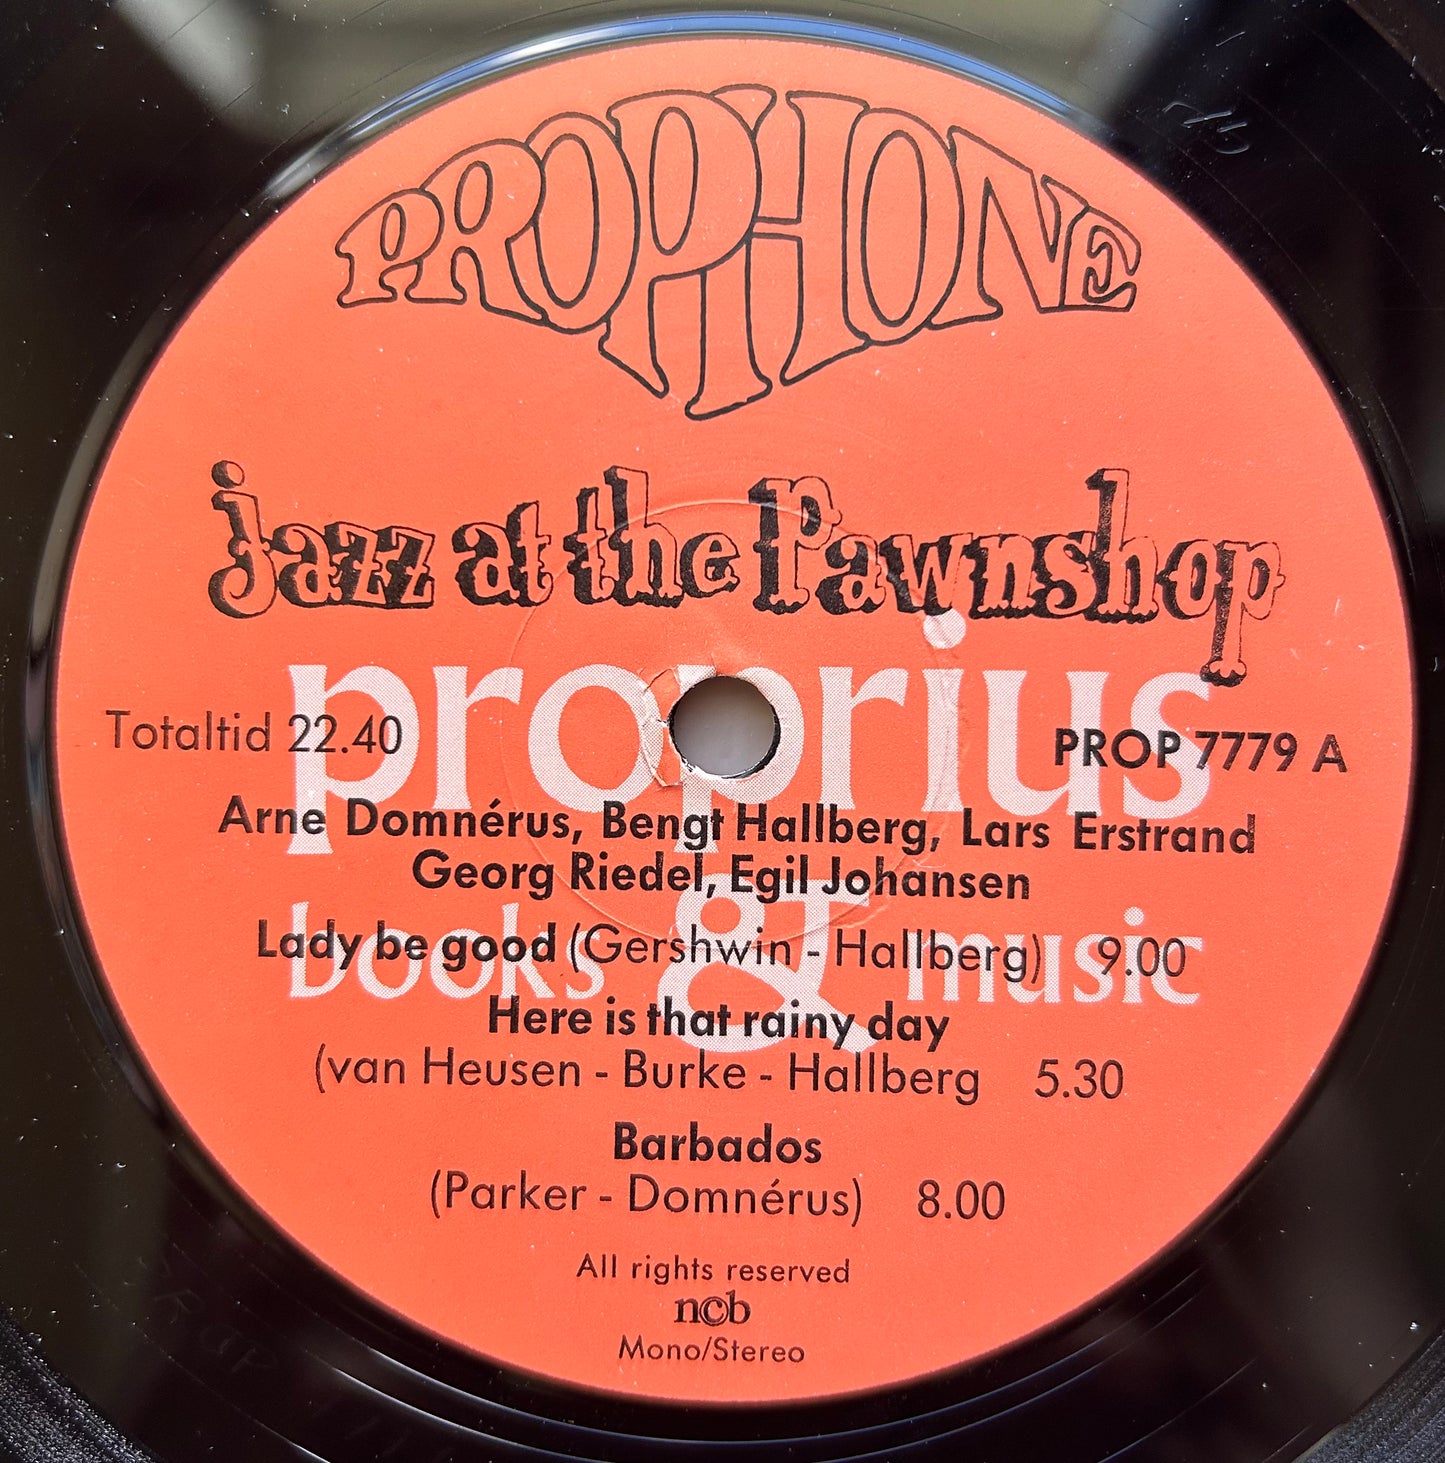 PROPHONE
jazz at the Pawnshop
proprius
Totaltid 22.40
PROP 7779 A
Arne Domnérus, Bengt Hallberg, Lars Erstrand
Georg Riedel, Egil Johansen
books & music
Lady be good (Gershwin - Hallberg) 9.00
Here is that rainy day
(van Heusen - Burke - Hallberg 5.30
Barbados
(Parker - Domnérus) 8.00
All rights reserved
n©b
Mono/Stereo